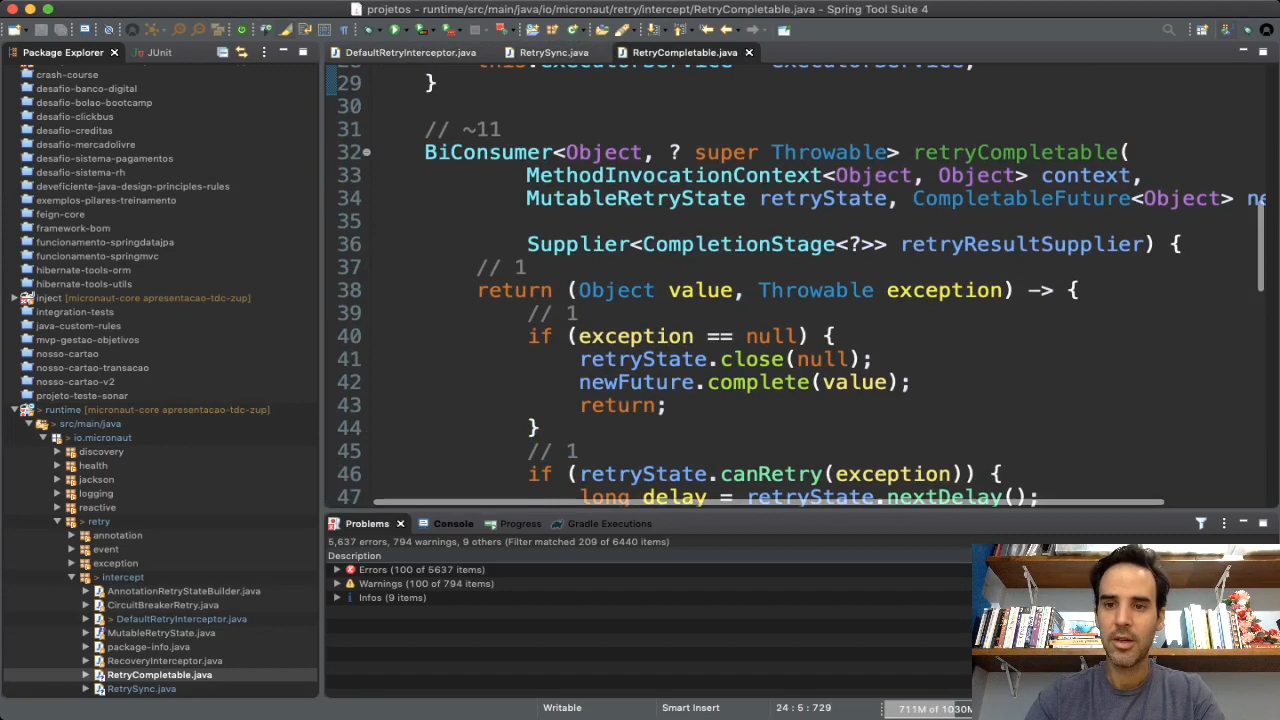 projetos - runtime/src/main/java/io/micronaut/retry/intercept/RetryCompletable.java - Spring Tool Suite 4
Package Explorer
JUnit
crash-course
desafio-banco-digital
desafio-bolao-bootcamp
desafio-clickbus
desafio-creditas
desafio-mercadolivre
desafio-sistema-pagamentos
desafio-sistema-rh
deveficiente-java-design-principles-rules
exemplos-pilares-treinamento
feign-core
framework-bom
funcionamento-springdatajpa
funcionamento-springmvc
hibernate-tools-orm
hibernate-tools-utils
inject [micronaut-core apresentacao-tdc-zup]
integration-tests
java-custom-rules
mvp-gestao-objetivos
nosso-cartao
nosso-cartao-transacao
nosso-cartao-v2
projeto-teste-sonar
> runtime [micronaut-core apresentacao-tdc-zup]
> src/main/java
> io.micronaut
discovery
health
jackson
logging
reactive
> retry
annotation
event
exception
> intercept
AnnotationRetryStateBuilder.java
CircuitBreakerRetry.java
> DefaultRetryInterceptor.java
MutableRetryState.java
package-info.java
RecoveryInterceptor.java
RetryCompletable.java
RetrySync.java
DefaultRetryInterceptor.java
RetrySync.java
RetryCompletable.java
28 this.executorService = executorService;
29 }
30
31 // ~11
32 BiConsumer<Object, ? super Throwable> retryCompletable(
33 MethodInvocationContext<Object, Object> context,
34 MutableRetryState retryState, CompletableFuture<Object> ne
35
36 Supplier<CompletionStage<?>> retryResultSupplier) {
37 // 1
38 return (Object value, Throwable exception) -> {
39 // 1
40 if (exception == null) {
41 retryState.close(null);
42 newFuture.complete(value);
43 return;
44 }
45 // 1
46 if (retryState.canRetry(exception)) {
47 long delay = retryState.nextDelay();
Problems
Console
Progress
Gradle Executions
5,637 errors, 794 warnings, 9 others (Filter matched 209 of 6440 items)
Description
Errors (100 of 5637 items)
Warnings (100 of 794 items)
Infos (9 items)
Writable
Smart Insert
24 : 5 : 729
711M of 1030M